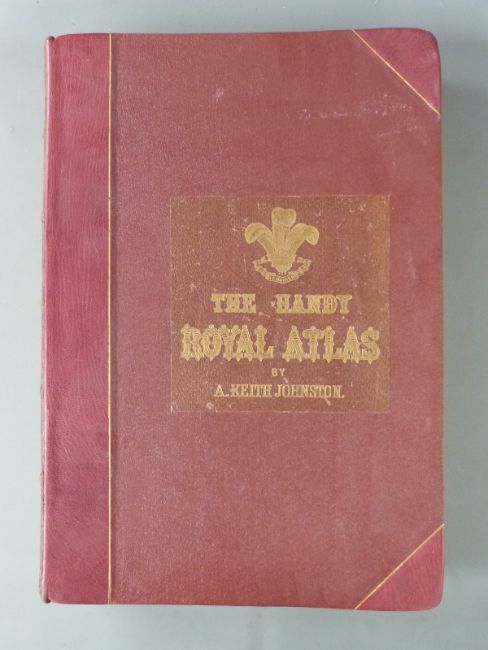 THE HANDY
ROYAL ATLAS
BY
A. KEITH JOHNSTON.